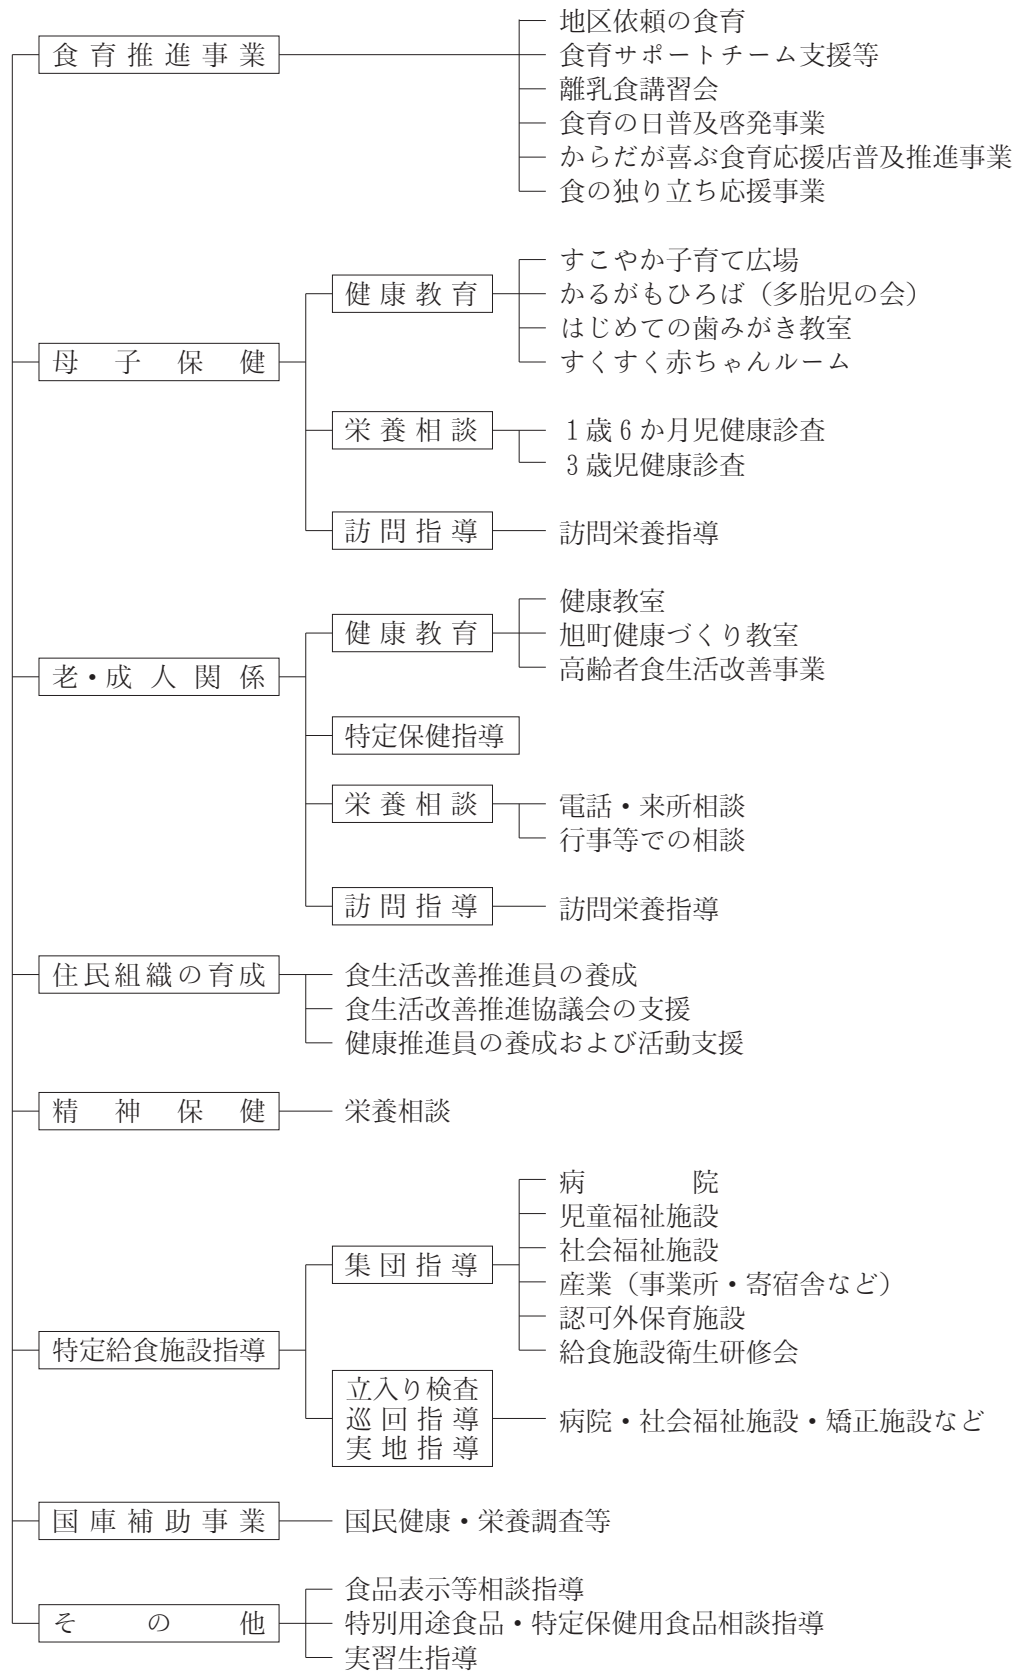 食育推進事業
地区依頼の食育
食育サポートチーム支援等
離乳食講習会
食育の日普及啓発事業
からだが喜ぶ食育応援店普及推進事業
食の独り立ち応援事業
母子保健
健康教育
すこやか子育て広場
かるがもひろば（多胎児の会）
はじめての歯みがき教室
すくすく赤ちゃんルーム
栄養相談
1歳6か月児健康診査
3歳児健康診査
訪問指導
訪問栄養指導
老・成人関係
健康教育
健康教室
旭町健康づくり教室
高齢者食生活改善事業
特定保健指導
栄養相談
電話・来所相談
行事等での相談
訪問指導
訪問栄養指導
住民組織の育成
食生活改善推進員の養成
食生活改善推進協議会の支援
健康推進員の養成および活動支援
精神保健
栄養相談
特定給食施設指導
集団指導
病院
児童福祉施設
社会福祉施設
産業（事業所・寄宿舎など）
認可外保育施設
給食施設衛生研修会
立入り検査
巡回指導
実地指導
病院・社会福祉施設・矯正施設など
国庫補助事業
国民健康・栄養調査等
その他
食品表示等相談指導
特別用途食品・特定保健用食品相談指導
実習生指導